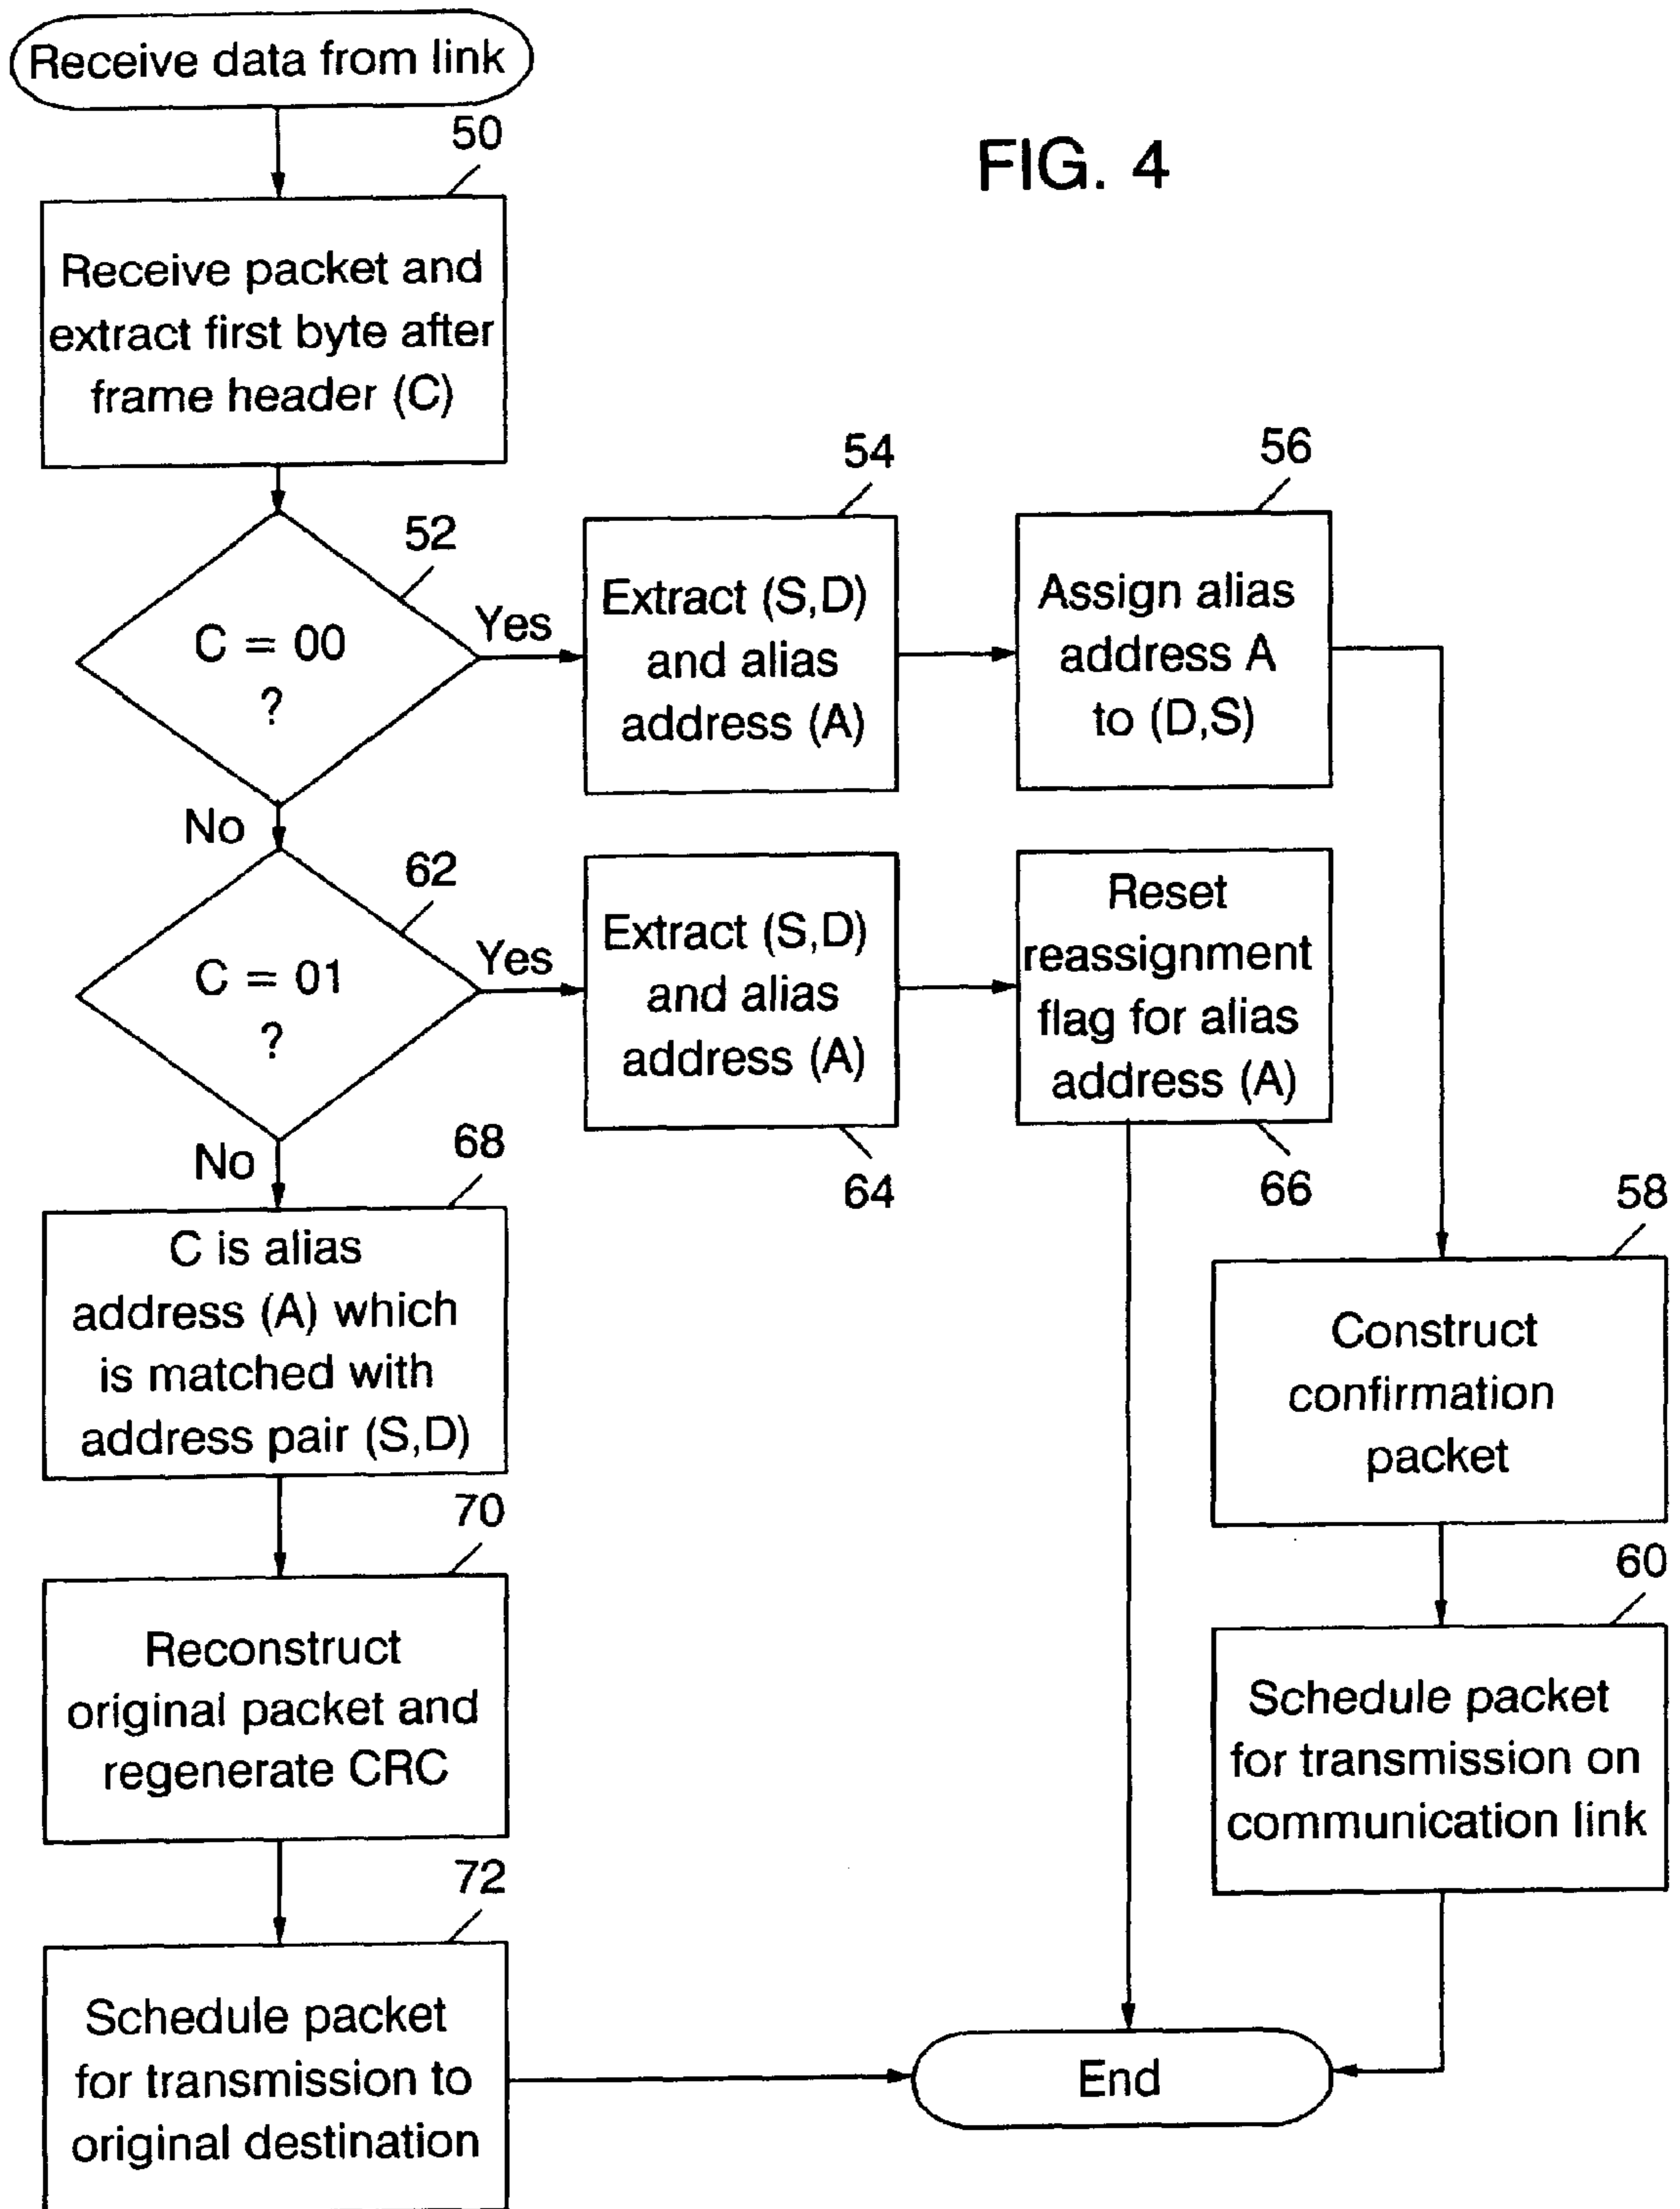 Receive data from link
50
FIG. 4
Receive packet and
extract first byte after
frame header (C)
52
C = 00
?
Yes
No
54
Extract (S,D)
and alias
address (A)
56
Assign alias
address A
to (D,S)
62
C = 01
?
Yes
No
Extract (S,D)
and alias
address (A)
64
Reset
reassignment
flag for alias
address (A)
66
68
C is alias
address (A) which
is matched with
address pair (S,D)
58
Construct
confirmation
packet
70
Reconstruct
original packet and
regenerate CRC
60
Schedule packet
for transmission on
communication link
72
Schedule packet
for transmission to
original destination
End